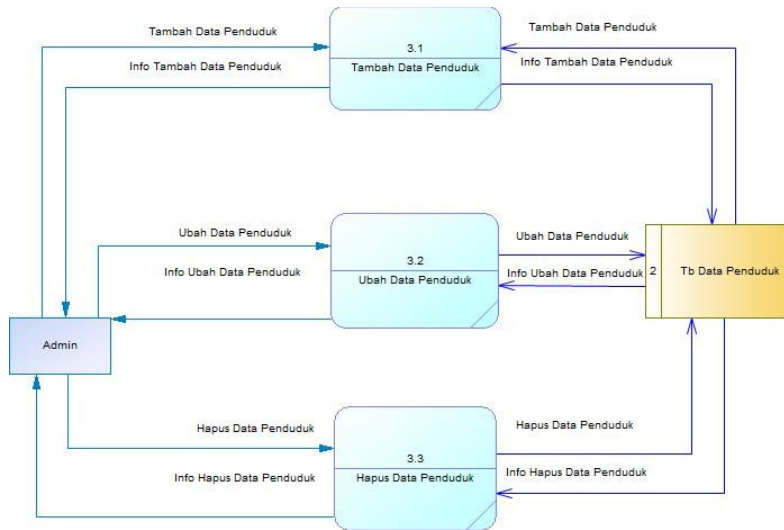 Tambah Data Penduduk
3.1
Tambah Data Penduduk
Tambah Data Penduduk
Info Tambah Data Penduduk
Info Tambah Data Penduduk
Ubah Data Penduduk
3.2
Ubah Data Penduduk
Ubah Data Penduduk
Info Ubah Data Penduduk
Info Ubah Data Penduduk
2
Tb Data Penduduk
Admin
Hapus Data Penduduk
3.3
Hapus Data Penduduk
Hapus Data Penduduk
Info Hapus Data Penduduk
Info Hapus Data Penduduk